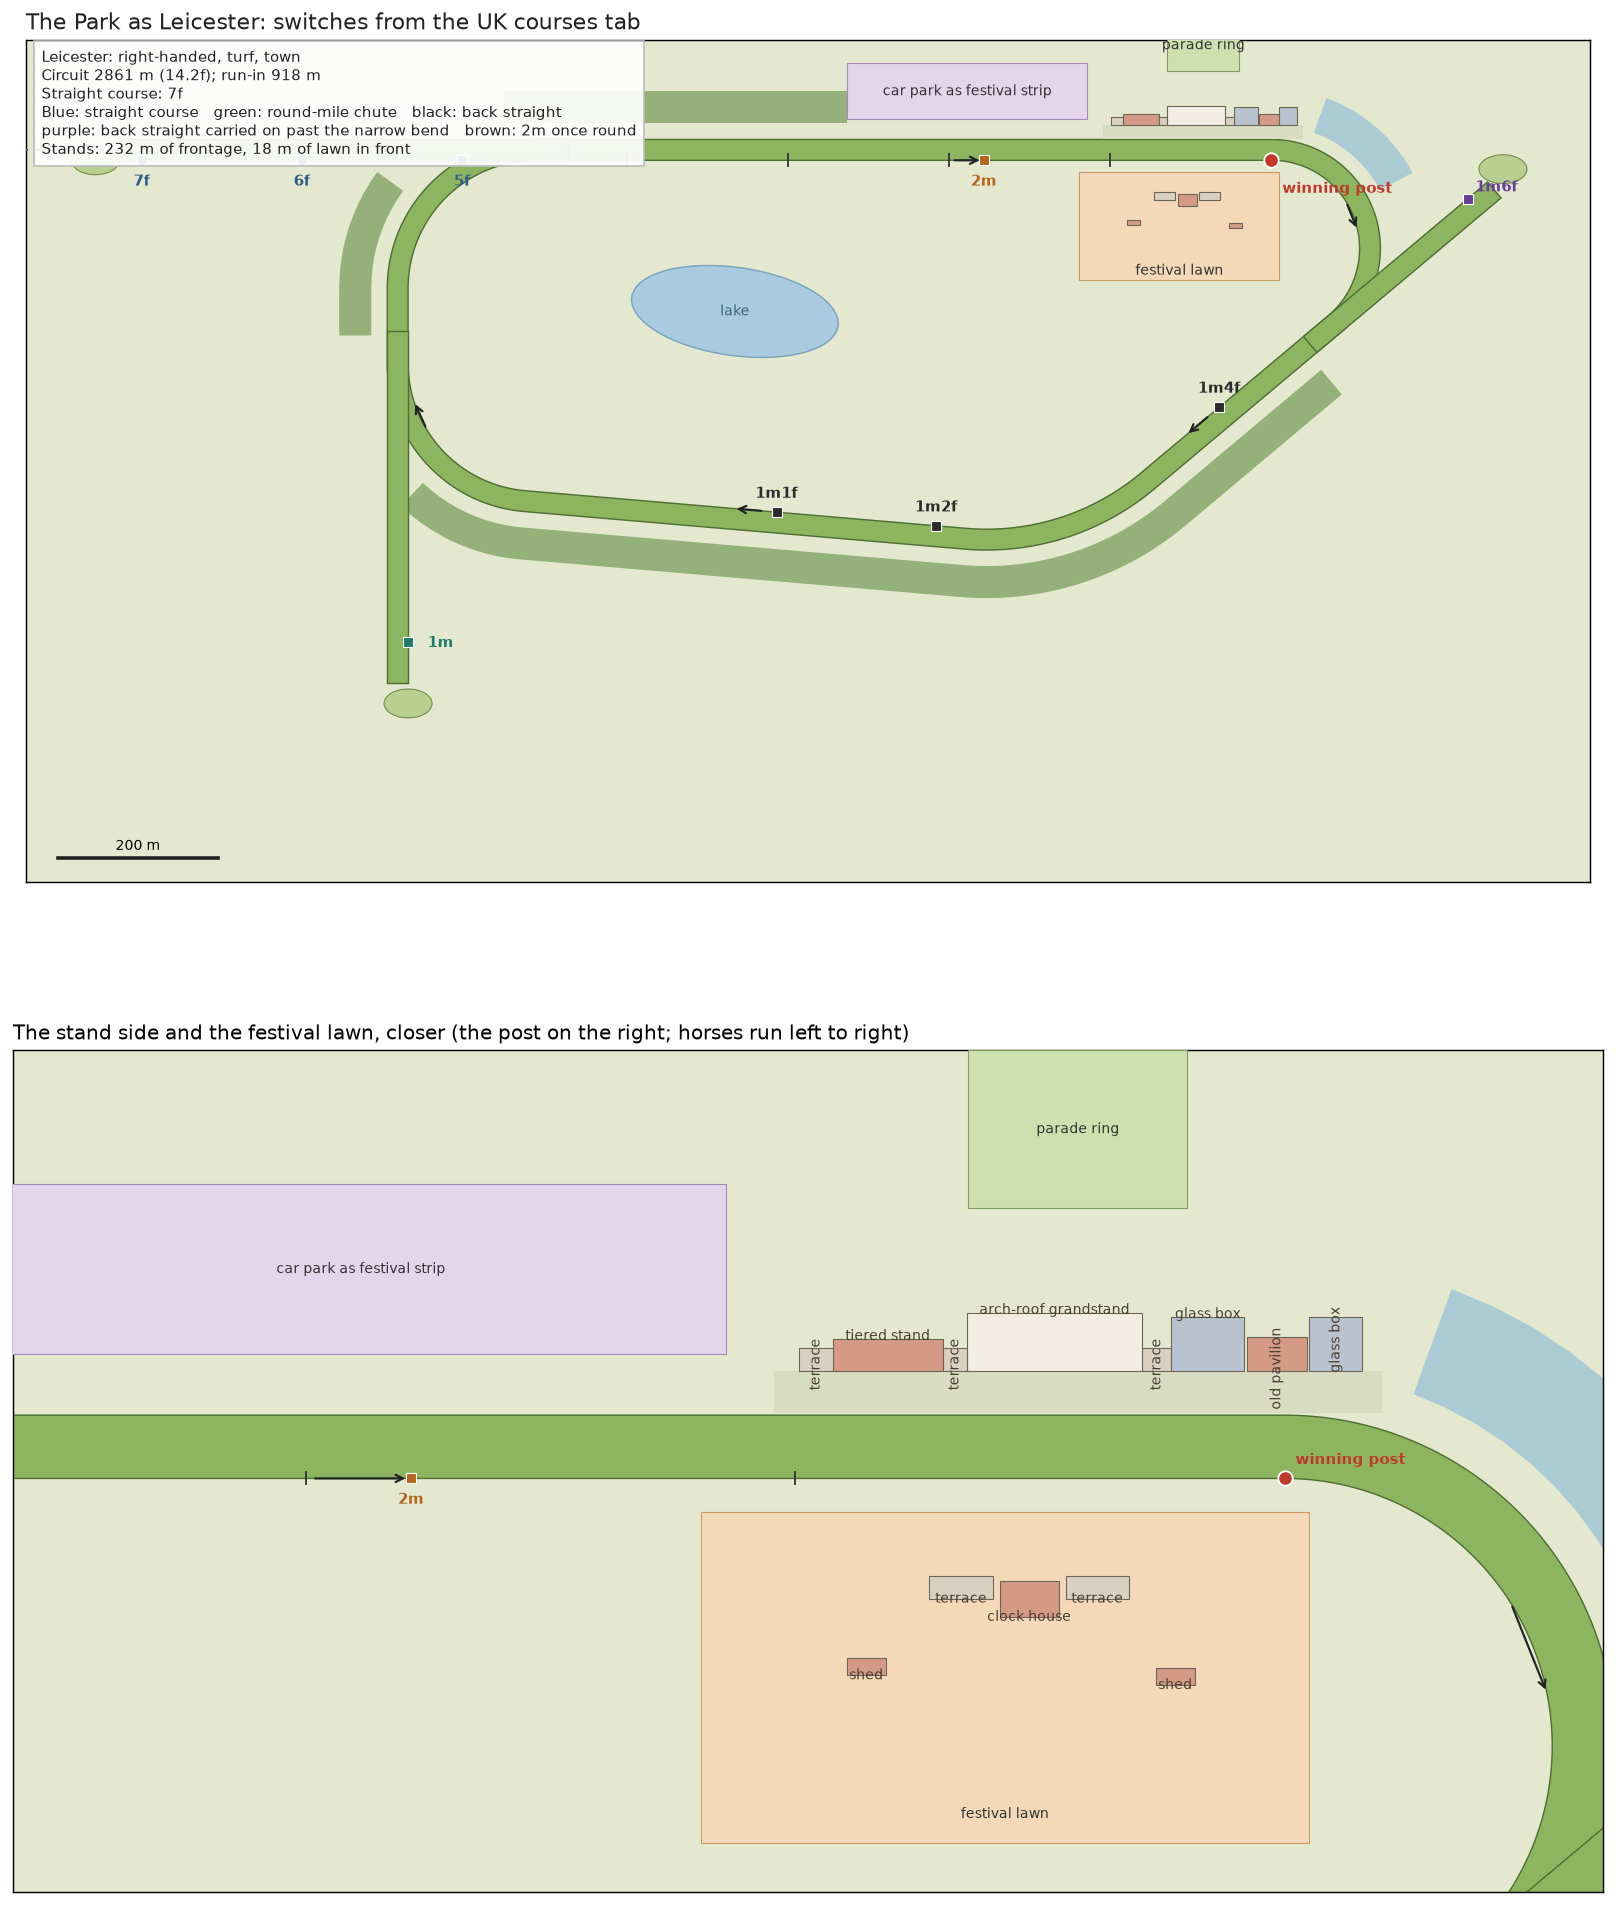 The Park as Leicester: switches from the UK courses tab
Leicester: right-handed, turf, town
Circuit 2861 m (14.2f); run-in 918 m
Straight course: 7f
Blue: straight course green: round-mile chute black: back straight
purple: back straight carried on past the narrow bend brown: 2m once round
Stands: 232 m of frontage, 18 m of lawn in front
parade ring
car park as festival strip
7f
6f
5f
2m
winning post
1m6f
festival lawn
lake
1m4f
1m1f
1m2f
1m
200 m
The stand side and the festival lawn, closer (the post on the right; horses run left to right)
parade ring
car park as festival strip
terrace
tiered stand
terrace
arch-roof grandstand
terrace
glass box
old pavilion
glass box
winning post
2m
terrace
clock house
terrace
shed
shed
festival lawn